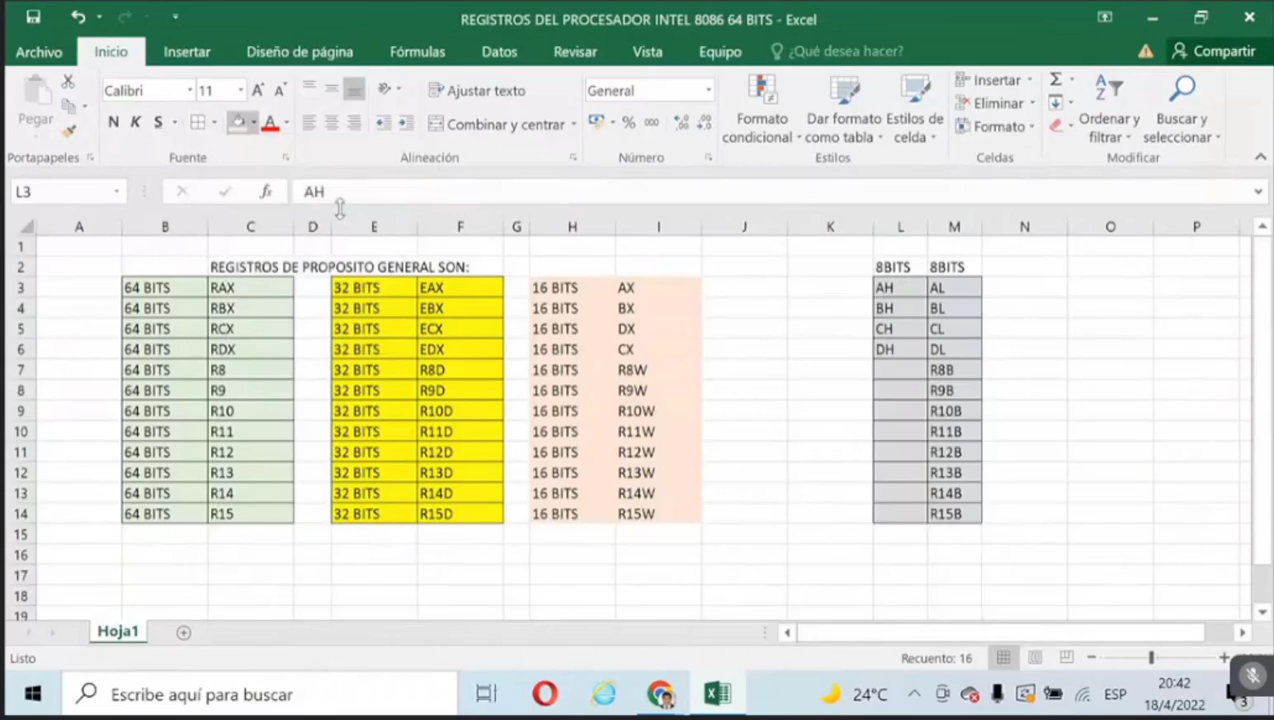 REGISTROS DEL PROCESADOR INTEL 8086 64 BITS - Excel
Archivo Inicio Insertar Diseño de página Fórmulas Datos Revisar Vista Equipo ¿Qué desea hacer? Compartir
Pegar
Calibri 11
N K S A
Ajustar texto
Combinar y centrar
General
% 000
Formato condicional
Dar formato como tabla
Estilos de celda
Insertar
Eliminar
Formato
Ordenar y filtrar
Buscar y seleccionar
Portapapeles Fuente Alineación Número Estilos Celdas Modificar
L3 fx AH
A B C D E F G H I J K L M N O P
1
2 REGISTROS DE PROPOSITO GENERAL SON: 8BITS 8BITS
3 64 BITS RAX 32 BITS EAX 16 BITS AX AH AL
4 64 BITS RBX 32 BITS EBX 16 BITS BX BH BL
5 64 BITS RCX 32 BITS ECX 16 BITS DX CH CL
6 64 BITS RDX 32 BITS EDX 16 BITS CX DH DL
7 64 BITS R8 32 BITS R8D 16 BITS R8W R8B
8 64 BITS R9 32 BITS R9D 16 BITS R9W R9B
9 64 BITS R10 32 BITS R10D 16 BITS R10W R10B
10 64 BITS R11 32 BITS R11D 16 BITS R11W R11B
11 64 BITS R12 32 BITS R12D 16 BITS R12W R12B
12 64 BITS R13 32 BITS R13D 16 BITS R13W R13B
13 64 BITS R14 32 BITS R14D 16 BITS R14W R14B
14 64 BITS R15 32 BITS R15D 16 BITS R15W R15B
15
16
17
18
19
Hoja1
Listo Recuento: 16
Escribe aquí para buscar 24°C ESP 20:42
18/4/2022 3